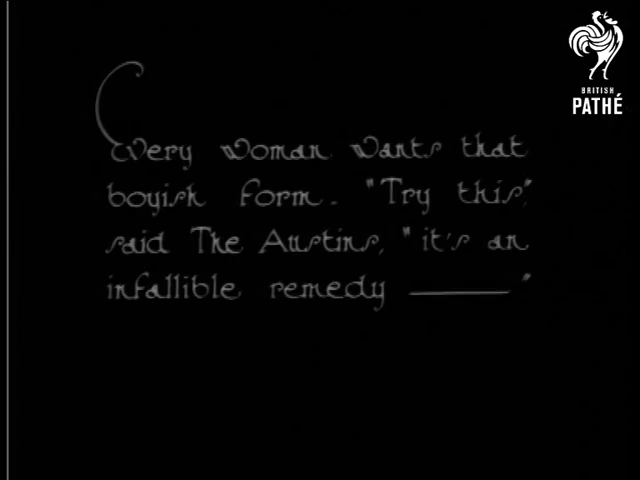 BRITISH
PATHÉ
Every woman wants that
boyish form. "Try this,"
said The Austins, "it's an
infallible remedy ——— "